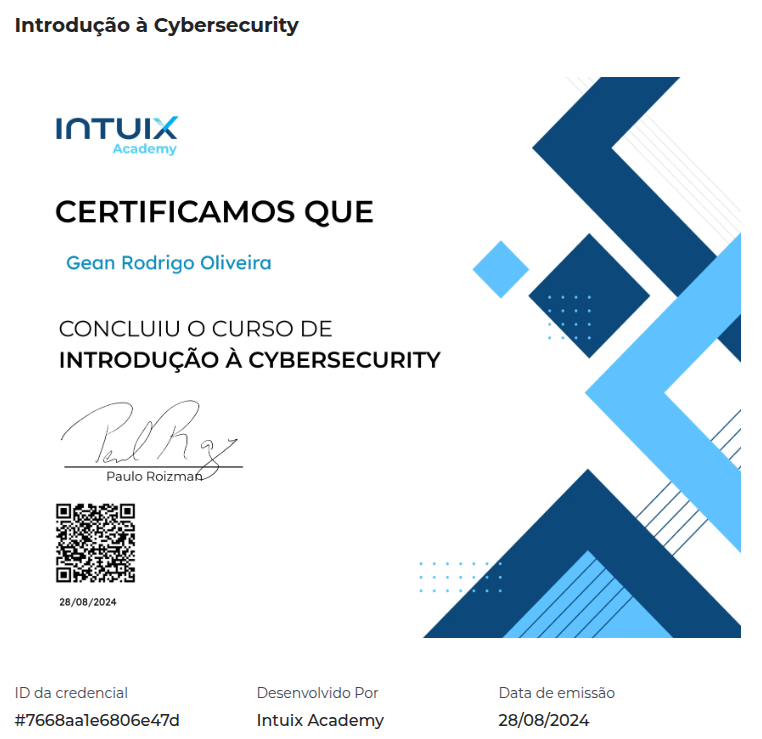 Introdução à Cybersecurity
INTUIX
Academy
CERTIFICAMOS QUE
Gean Rodrigo Oliveira
CONCLUIU O CURSO DE
INTRODUÇÃO À CYBERSECURITY
Paulo Roizman
28/08/2024
ID da credencial
#7668aa1e6806e47d
Desenvolvido Por
Intuix Academy
Data de emissão
28/08/2024